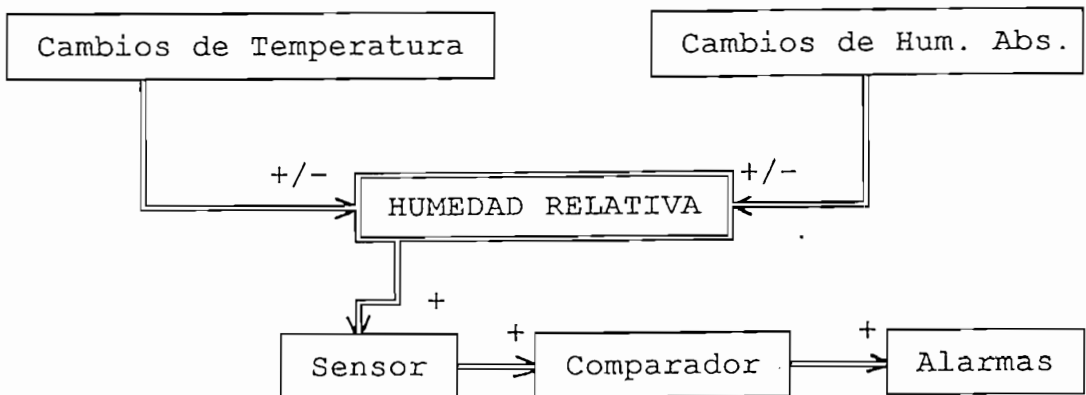 Cambios de Temperatura
Cambios de Hum. Abs.
+/-
+/-
HUMEDAD RELATIVA
+
+
+
Sensor
Comparador
Alarmas